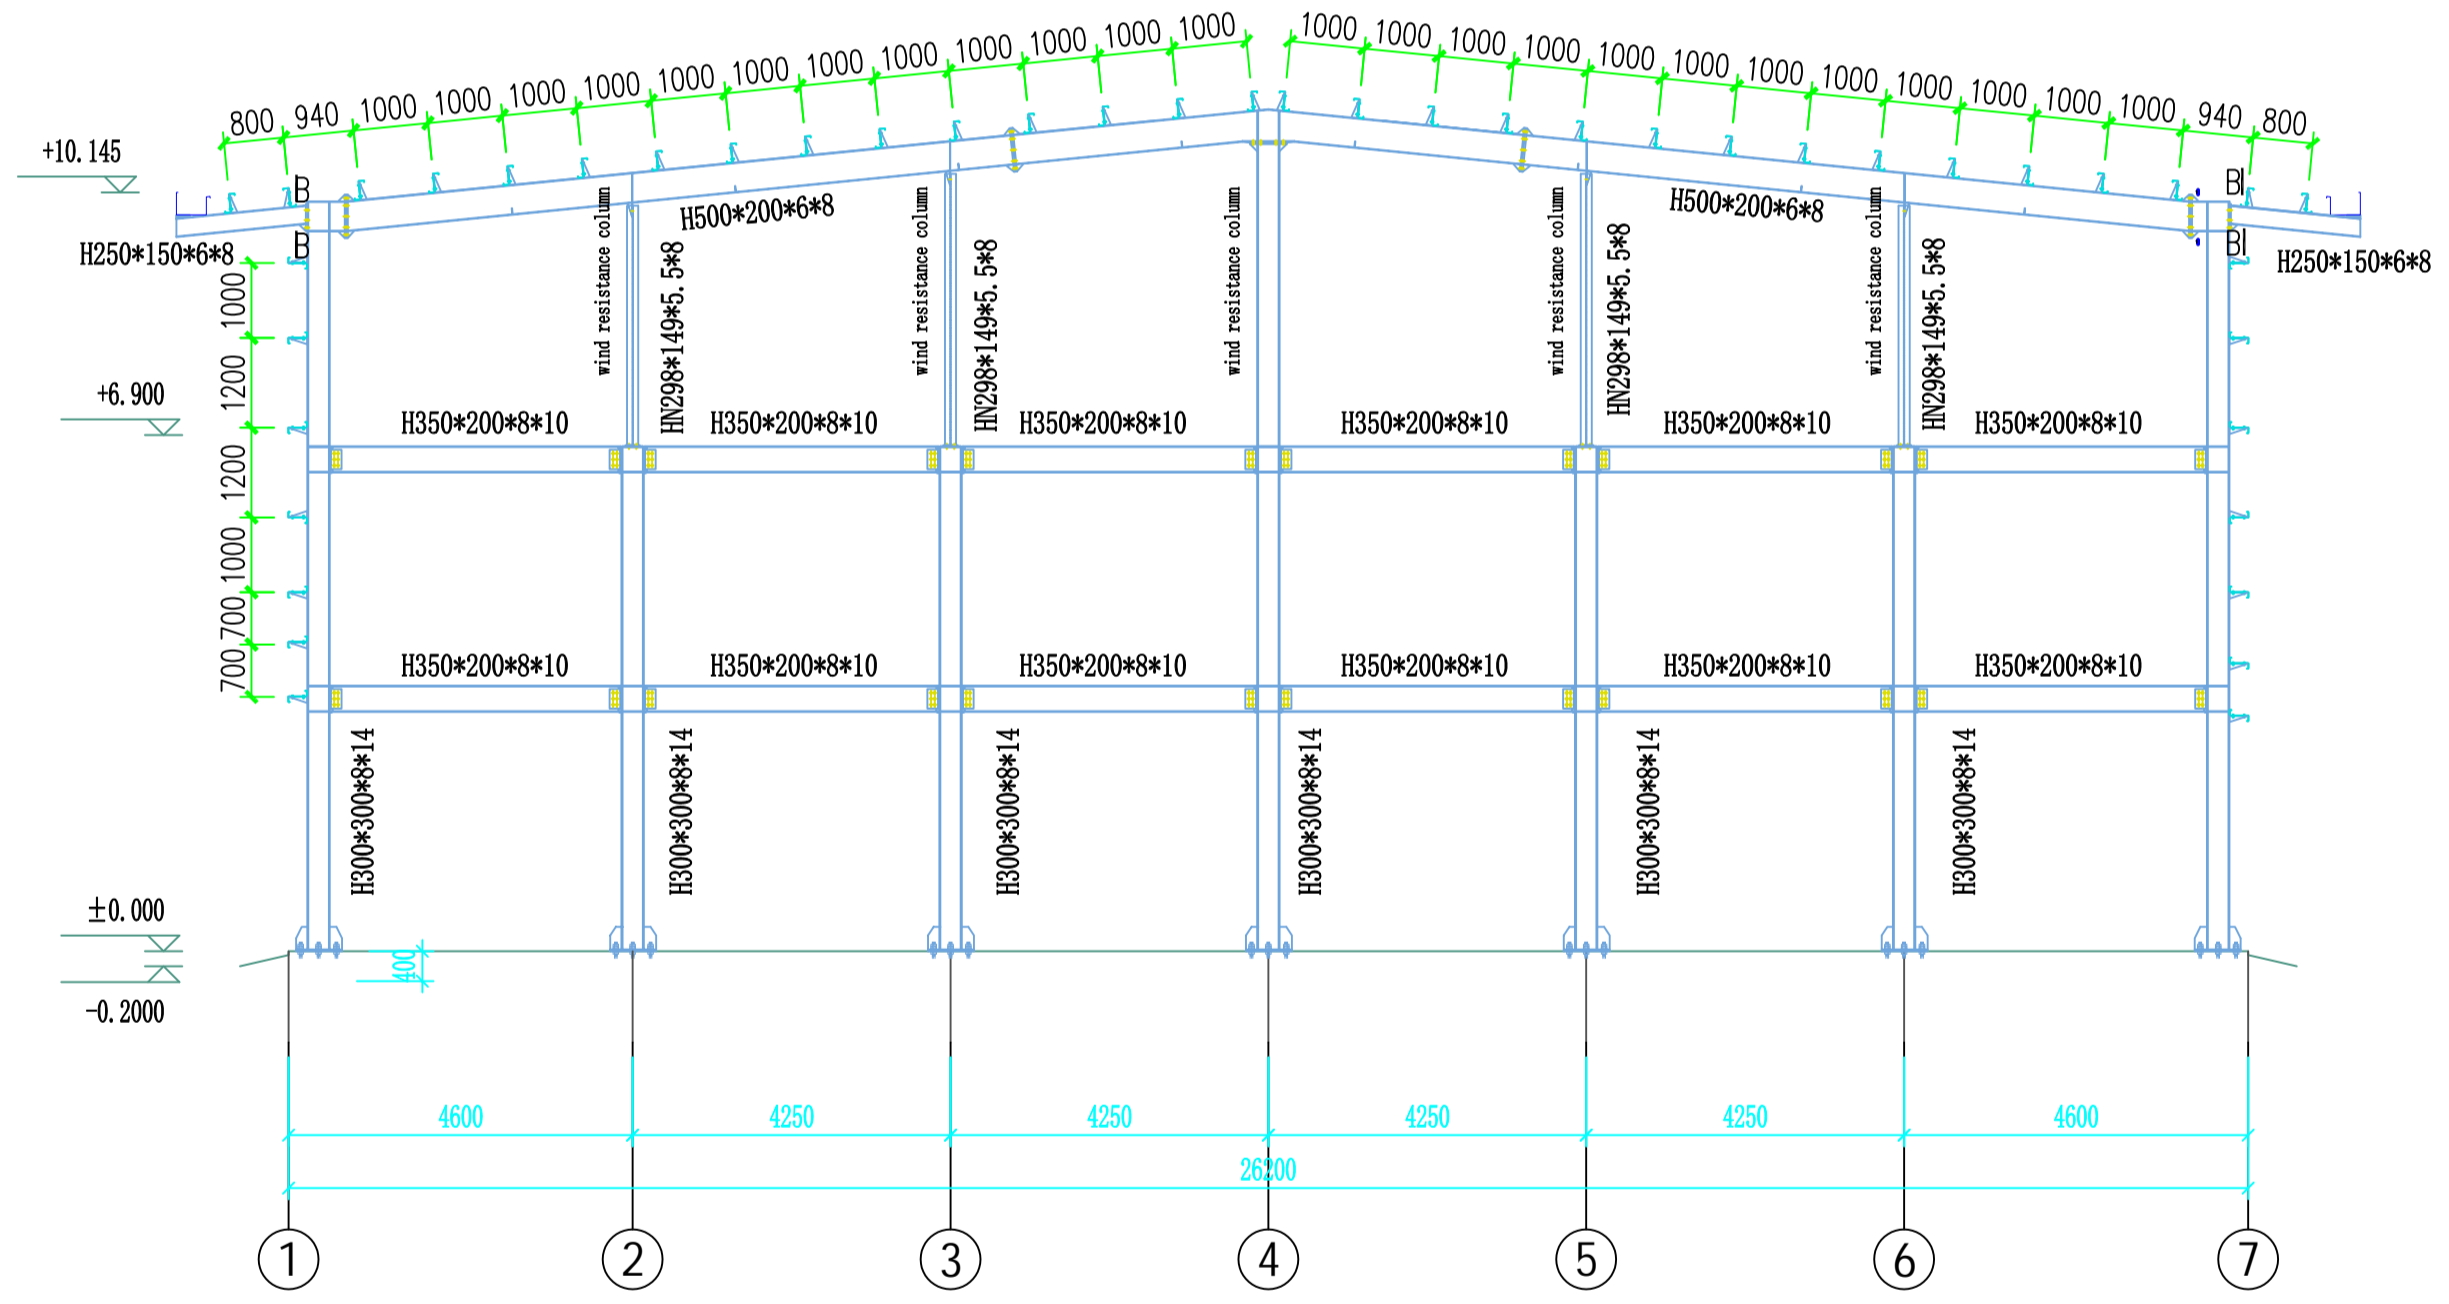 800 940 1000 1000 1000 1000 1000 1000 1000 1000 1000 1000 1000 1000
1000 1000 1000 1000 1000 1000 1000 1000 1000 1000 1000 1000 940 800
+10.145
B
B
B
B
H250*150*6*8
H500*200*6*8
H500*200*6*8
H250*150*6*8
wind resistance column
HN298*149*5.5*8
wind resistance column
HN298*149*5.5*8
wind resistance column
wind resistance column
HN298*149*5.5*8
wind resistance column
HN298*149*5.5*8
1000
1200
1200
1000
700
700
+6.900
H350*200*8*10 H350*200*8*10 H350*200*8*10 H350*200*8*10 H350*200*8*10 H350*200*8*10
H350*200*8*10 H350*200*8*10 H350*200*8*10 H350*200*8*10 H350*200*8*10 H350*200*8*10
H300*300*8*14
H300*300*8*14
H300*300*8*14
H300*300*8*14
H300*300*8*14
H300*300*8*14
±0.000
400
-0.2000
4600 4250 4250 4250 4250 4600
26200
1 2 3 4 5 6 7